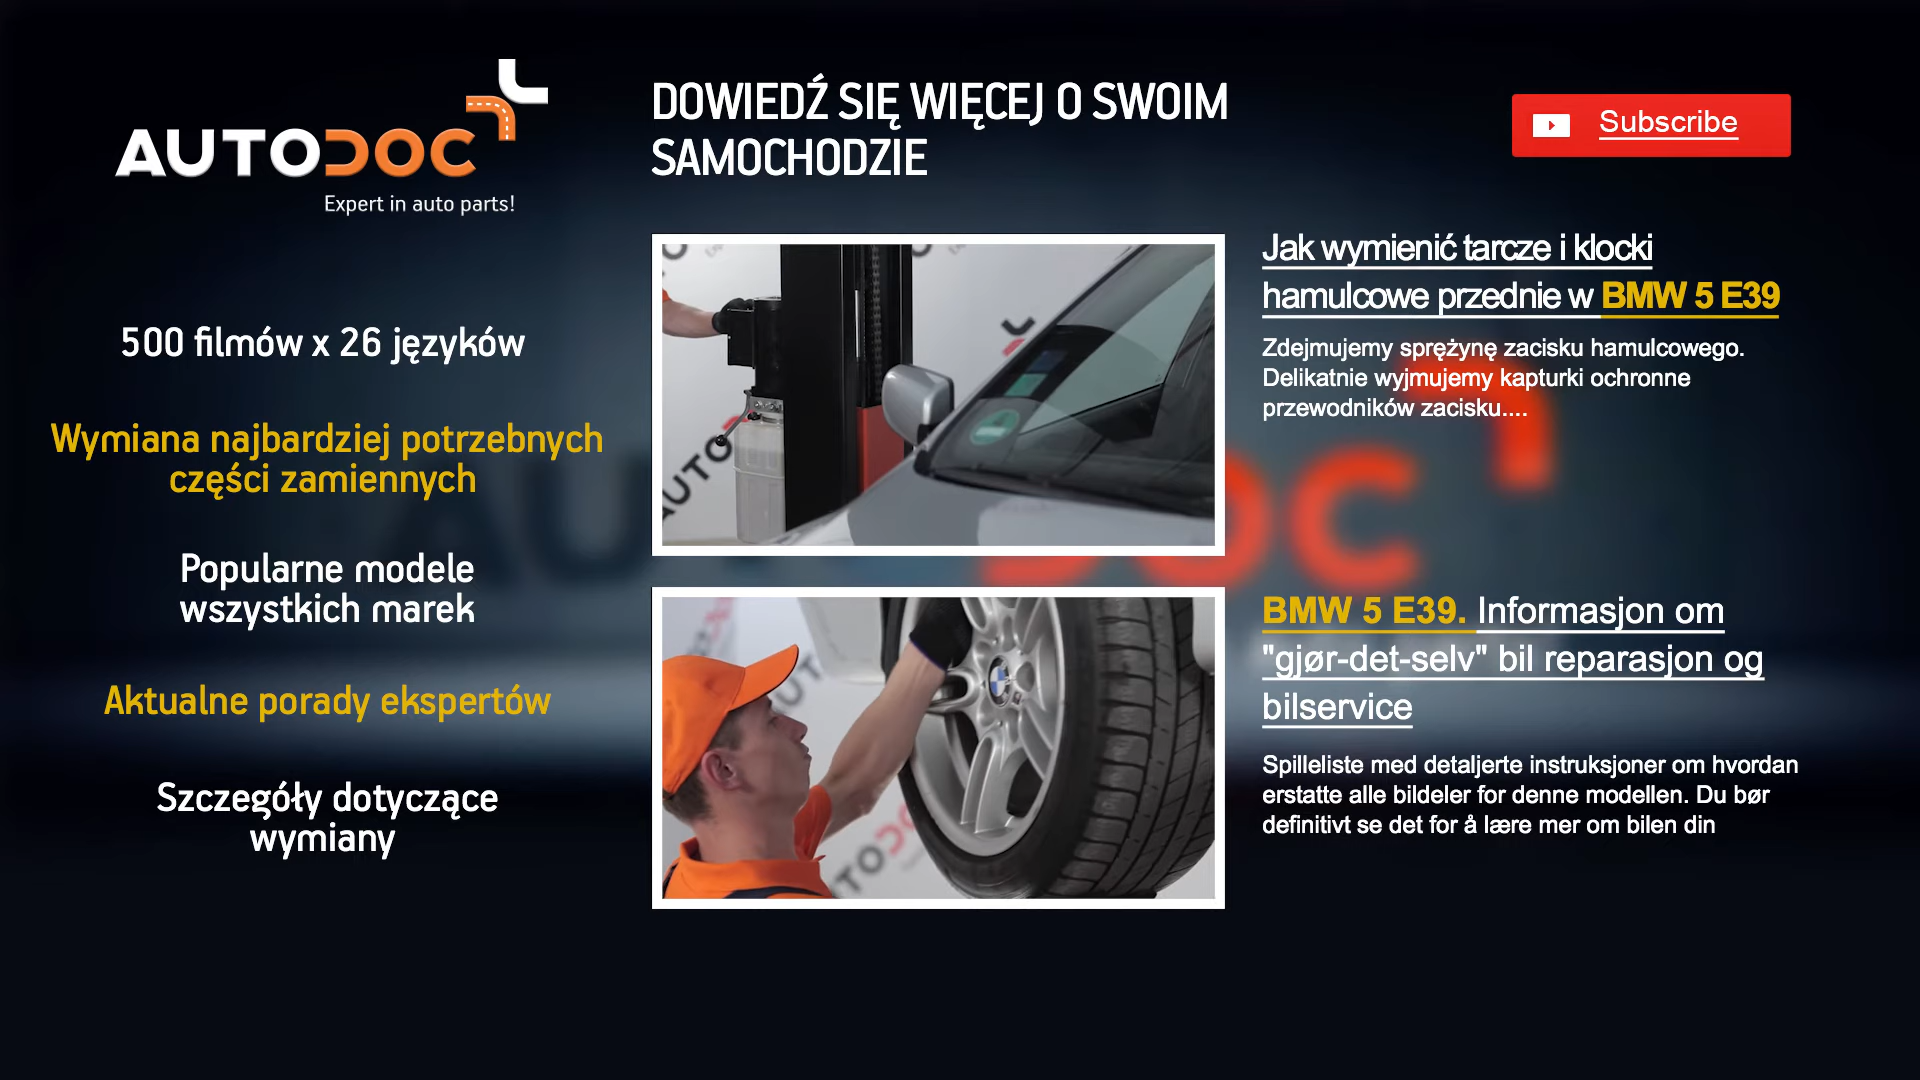 AUTODOC
Expert in auto parts!
500 filmów x 26 języków
Wymiana najbardziej potrzebnych
części zamiennych
Popularne modele
wszystkich marek
Aktualne porady ekspertów
Szczegóły dotyczące
wymiany
DOWIEDŹ SIĘ WIĘCEJ O SWOIM
SAMOCHODZIE
Subscribe
Jak wymienić tarcze i klocki
hamulcowe przednie w BMW 5 E39
Zdejmujemy sprężynę zacisku hamulcowego.
Delikatnie wyjmujemy kapturki ochronne
przewodników zacisku....
BMW 5 E39. Informasjon om
"gjør-det-selv" bil reparasjon og
bilservice
Spilleliste med detaljerte instruksjoner om hvordan
erstatte alle bildeler for denne modellen. Du bør
definitivt se det for å lære mer om bilen din